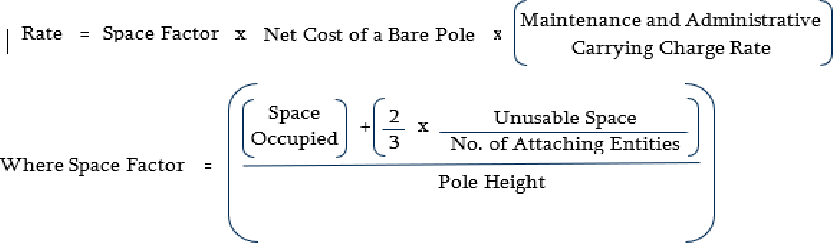 Rate = Space Factor x Net Cost of a Bare Pole x Maintenance and Administrative
Carrying Charge Rate
Space
Occupied
+ 2
3
x
Unusable Space
No. of Attaching Entities
Where Space Factor =
Pole Height